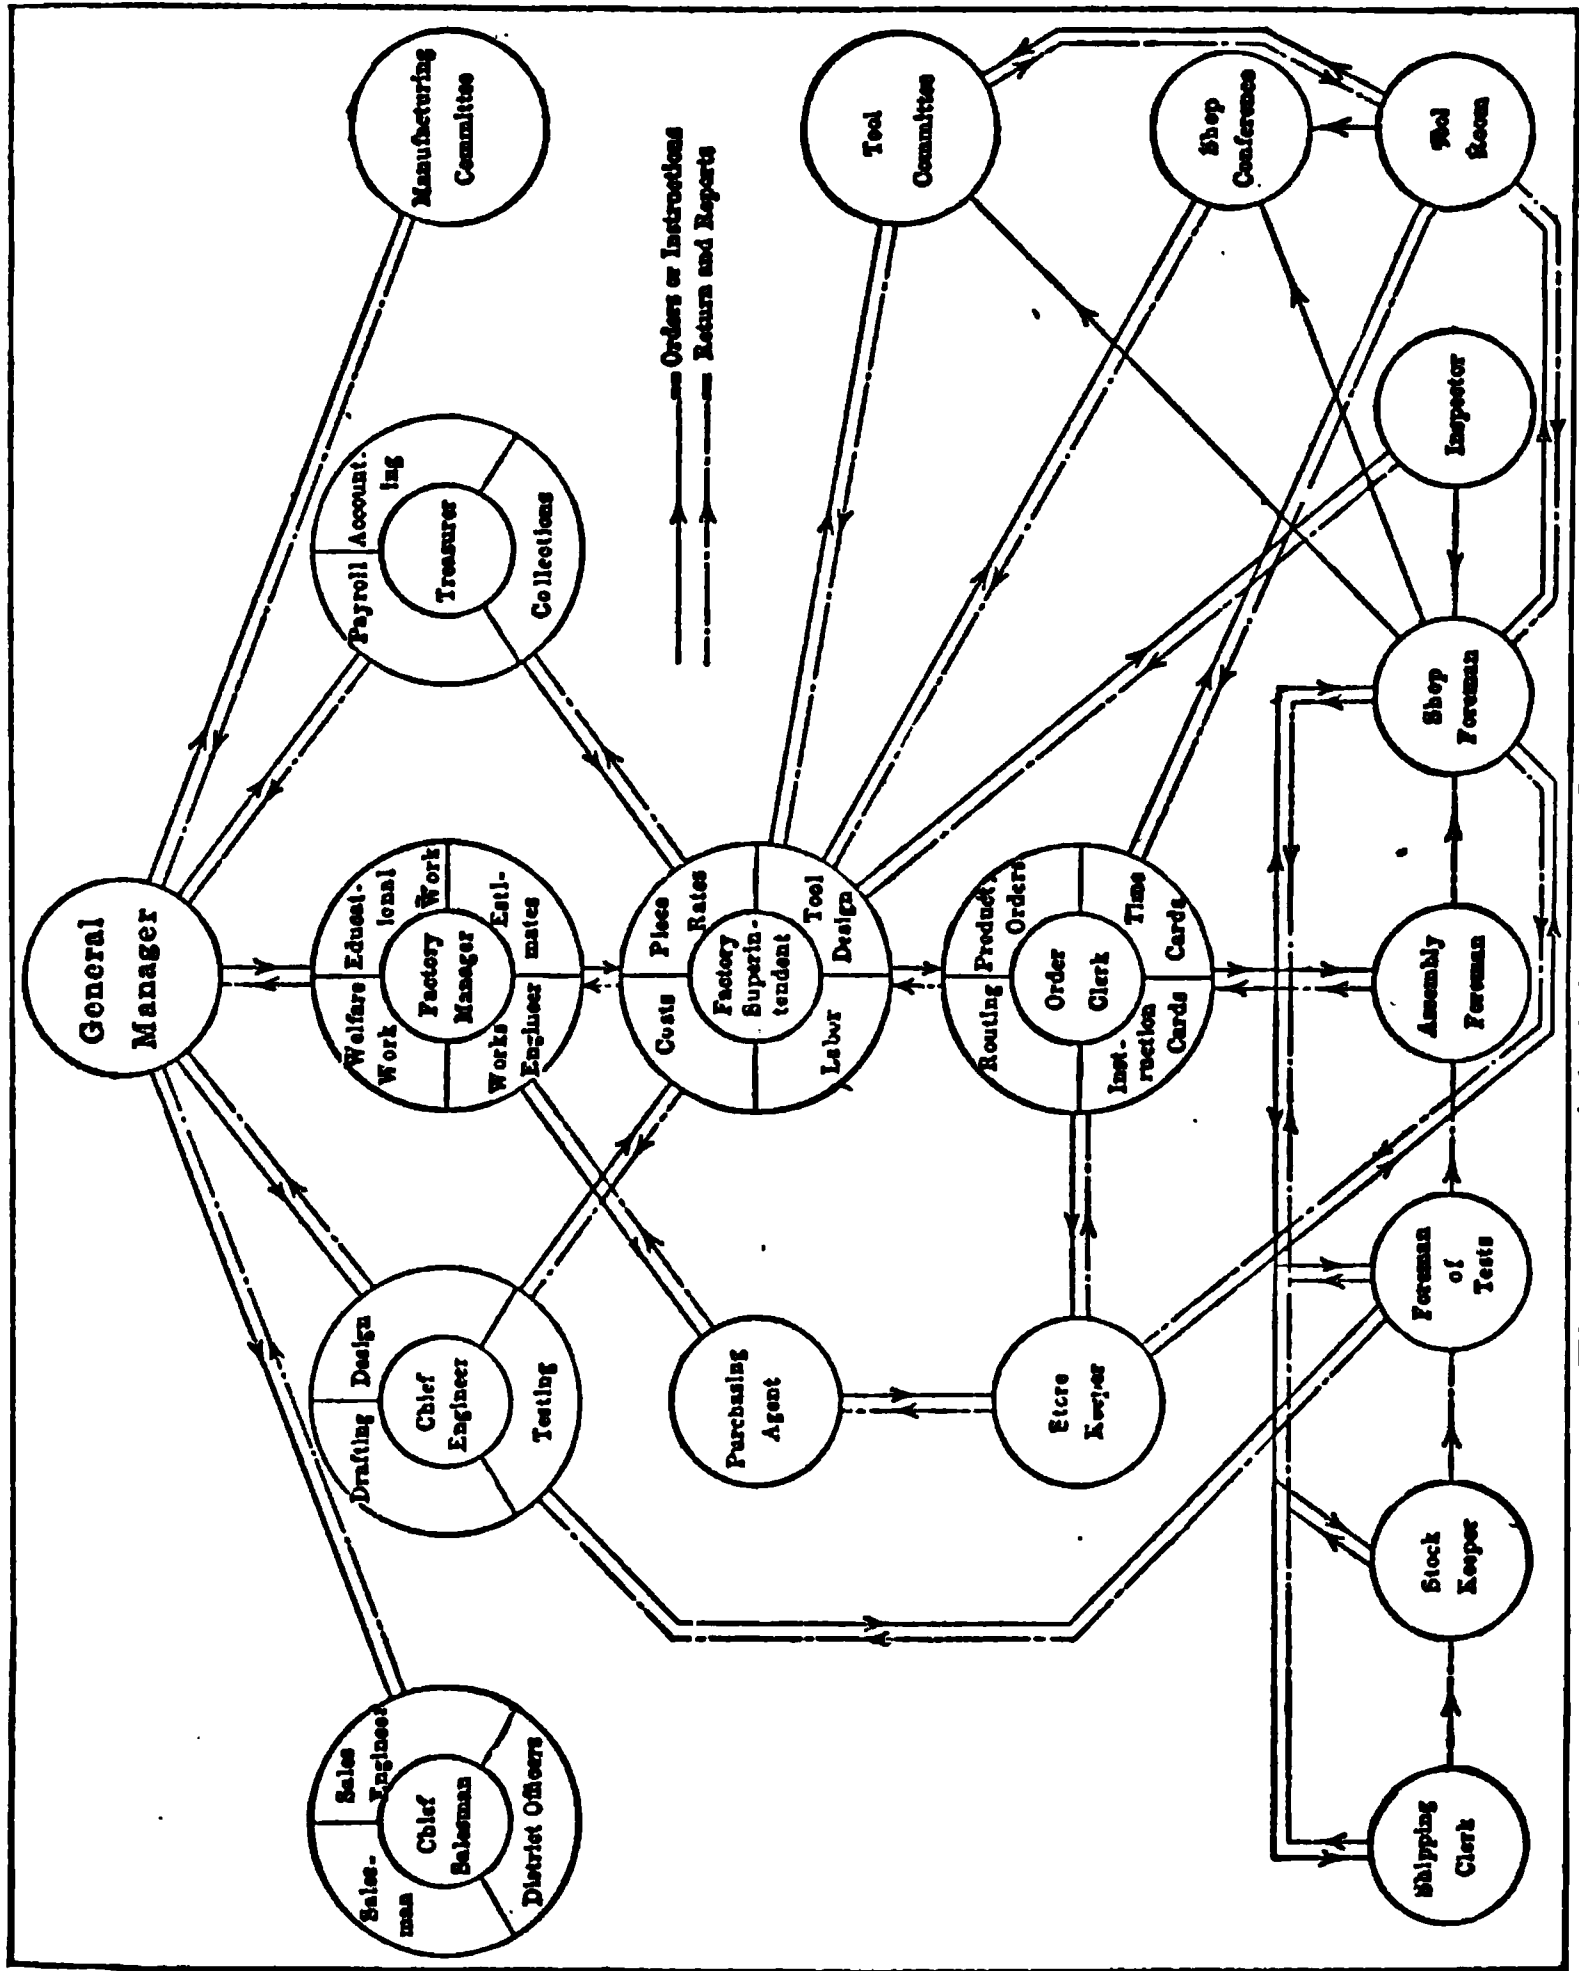 General
Manager
Sales-
man
Sales
Engineer
Chief
Salesman
District Officers
Drafting
Design
Chief
Engineer
Testing
Welfare
Work
Educat-
ional
Work
Factory
Manager
Works
Engineer
Esti-
mates
Payroll
Account-
ing
Treasurer
Collections
Manufacturing
Committee
Orders or Instructions
Return and Reports
Purchasing
Agent
Costs
Piece
Rates
Factory
Superin-
tendent
Labor
Tool
Design
Tool
Committee
Store
Keeper
Routing
Product.
Orders
Order
Clerk
Inst-
ruction
Cards
Time
Cards
Shop
Conference
Shipping
Clerk
Stock
Keeper
Foreman
of
Tests
Assembly
Foreman
Shop
Foreman
Inspector
Tool
Room